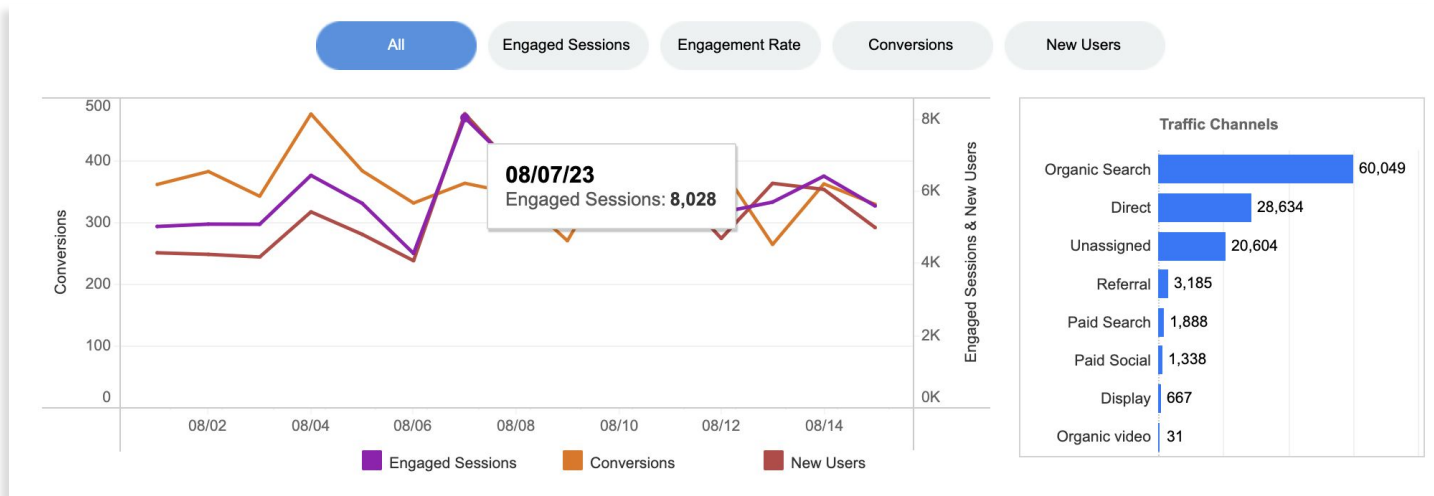 All
Engaged Sessions
Engagement Rate
Conversions
New Users
Conversions
500
400
300
200
100
0
08/07/23
Engaged Sessions: 8,028
8K
6K
4K
2K
0K
Engaged Sessions & New Users
08/02
08/04
08/06
08/08
08/10
08/12
08/14
Engaged Sessions
Conversions
New Users
Traffic Channels
Organic Search 60,049
Direct 28,634
Unassigned 20,604
Referral 3,185
Paid Search 1,888
Paid Social 1,338
Display 667
Organic video 31